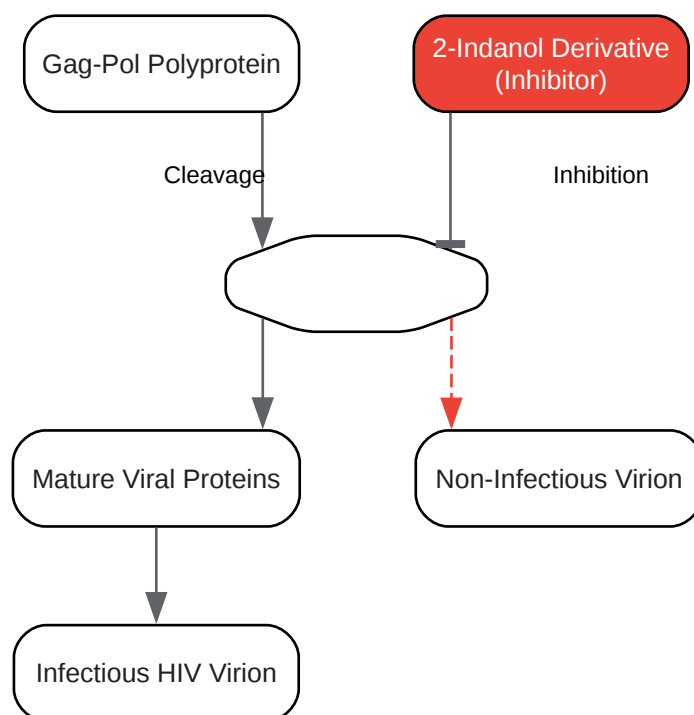 Gag-Pol Polyprotein
2-Indanol Derivative
(Inhibitor)
Cleavage
Inhibition
Mature Viral Proteins
Non-Infectious Virion
Infectious HIV Virion